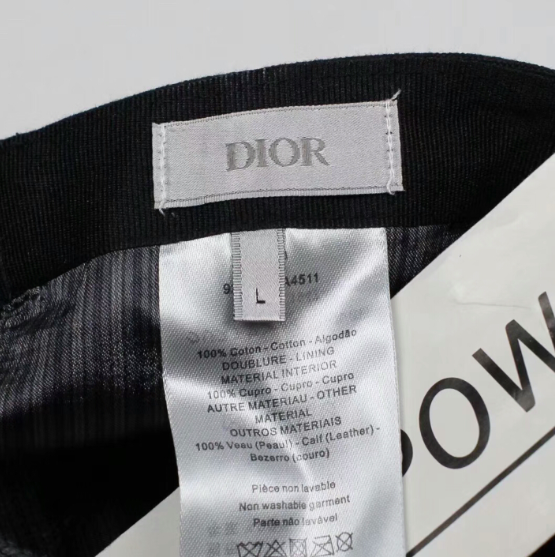 DIOR
L
4511
100% Coton - Cotton - Algodão
DOUBLURE - LINING
MATERIAL INTERIOR
100% Cupro - Cupro - Cupro
AUTRE MATERIAU - OTHER
MATERIAL
OUTROS MATERIAIS
100% Veau (Peau) - Calf (Leather) -
Bezerro (couro)
Pièce non lavable
Non washable garment
Parte não lavável
OW